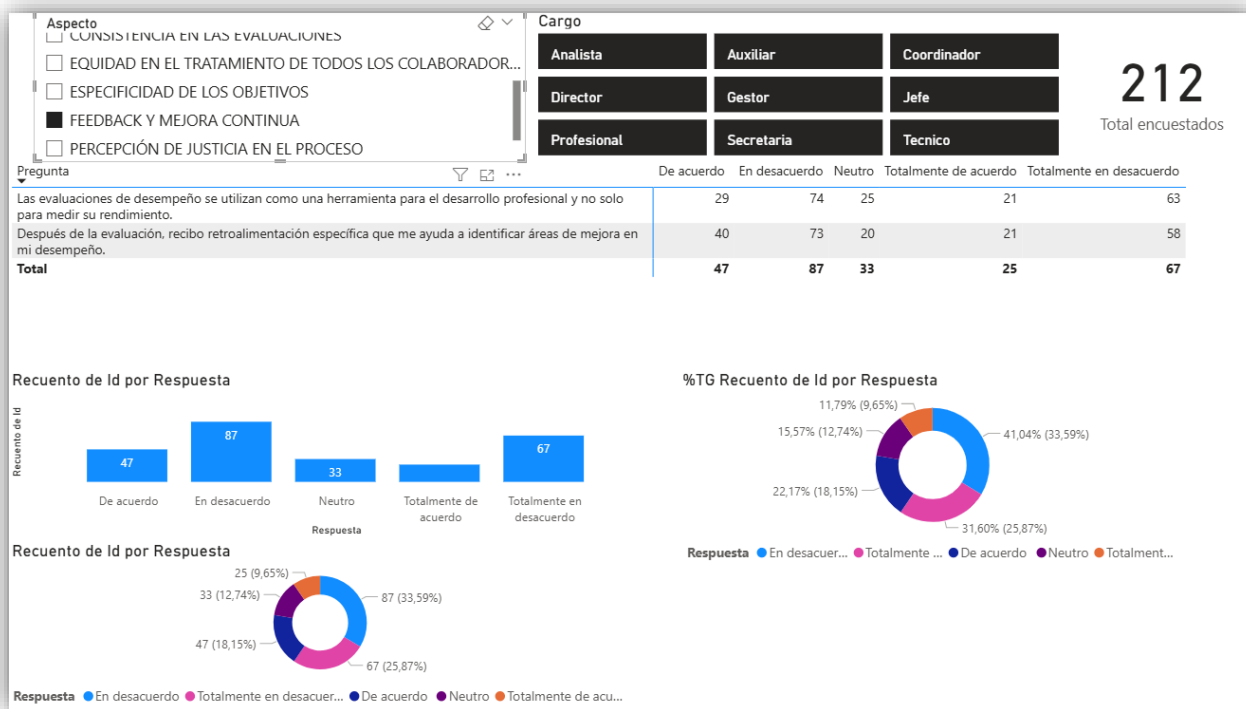 Aspecto
CONSISTENCIA EN LAS EVALUACIONES
EQUIDAD EN EL TRATAMIENTO DE TODOS LOS COLABORADOR...
ESPECIFICIDAD DE LOS OBJETIVOS
FEEDBACK Y MEJORA CONTINUA
PERCEPCIÓN DE JUSTICIA EN EL PROCESO
Cargo
Analista Auxiliar Coordinador
Director Gestor Jefe
Profesional Secretaria Tecnico
212
Total encuestados
Pregunta De acuerdo En desacuerdo Neutro Totalmente de acuerdo Totalmente en desacuerdo
Las evaluaciones de desempeño se utilizan como una herramienta para el desarrollo profesional y no solo 29 74 25 21 63
para medir su rendimiento.
Después de la evaluación, recibo retroalimentación específica que me ayuda a identificar áreas de mejora en 40 73 20 21 58
mi desempeño.
Total 47 87 33 25 67
Recuento de Id por Respuesta
Recuento de Id
47
87
33
67
De acuerdo En desacuerdo Neutro Totalmente de Totalmente en
acuerdo desacuerdo
Respuesta
%TG Recuento de Id por Respuesta
11,79% (9,65%)
15,57% (12,74%)
41,04% (33,59%)
22,17% (18,15%)
31,60% (25,87%)
Respuesta En desacuer... Totalmente ... De acuerdo Neutro Totalment...
Recuento de Id por Respuesta
25 (9,65%)
33 (12,74%)
87 (33,59%)
47 (18,15%)
67 (25,87%)
Respuesta En desacuerdo Totalmente en desacuer... De acuerdo Neutro Totalmente de acu...